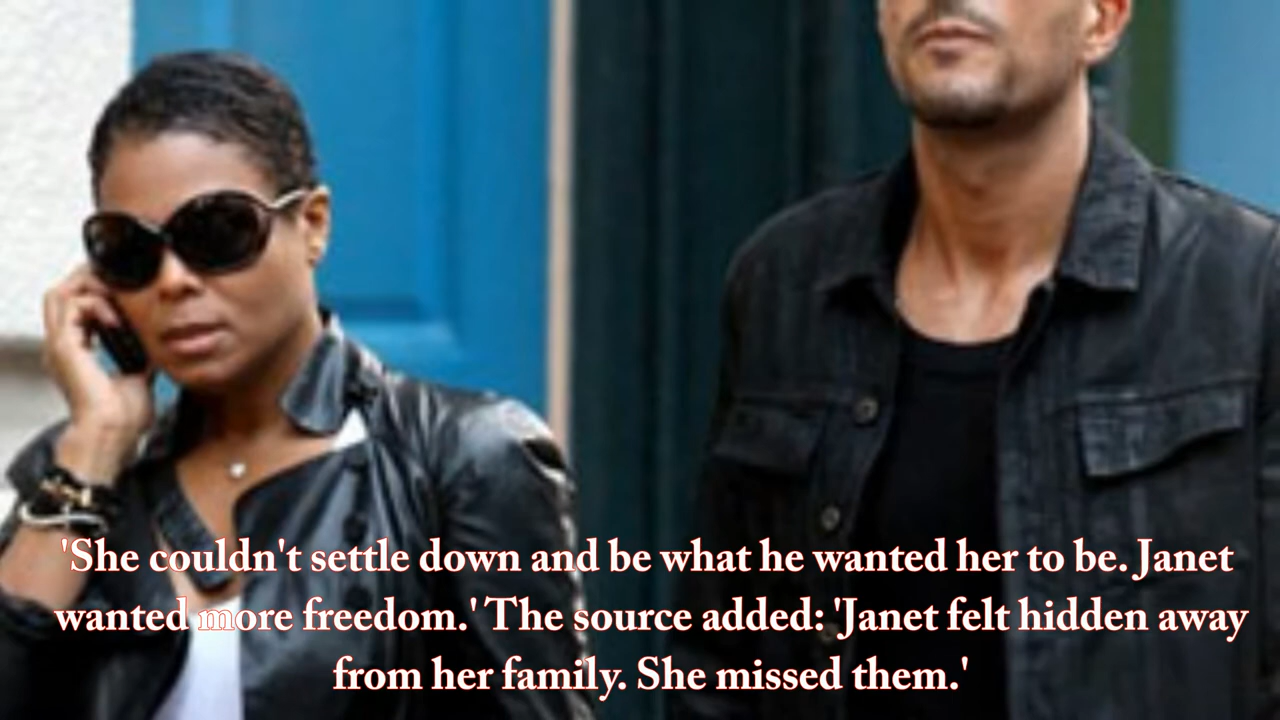 'She couldn't settle down and be what he wanted her to be. Janet
wanted more freedom.' The source added: 'Janet felt hidden away
from her family. She missed them.'